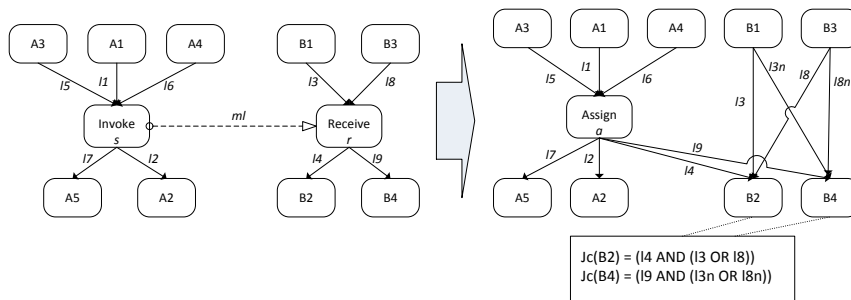 A3 A1 A4 B1 B3
l5 l1 l6 l3 l8
Invoke
s
ml
Receive
r
l7 l2 l4 l9
A5 A2 B2 B4
A3 A1 A4 B1 B3
l5 l1 l6 l3n l8
l3 l8n
Assign
a
l7 l2 l4 l9
A5 A2 B2 B4
Jc(B2) = (l4 AND (l3 OR l8))
Jc(B4) = (l9 AND (l3n OR l8n))